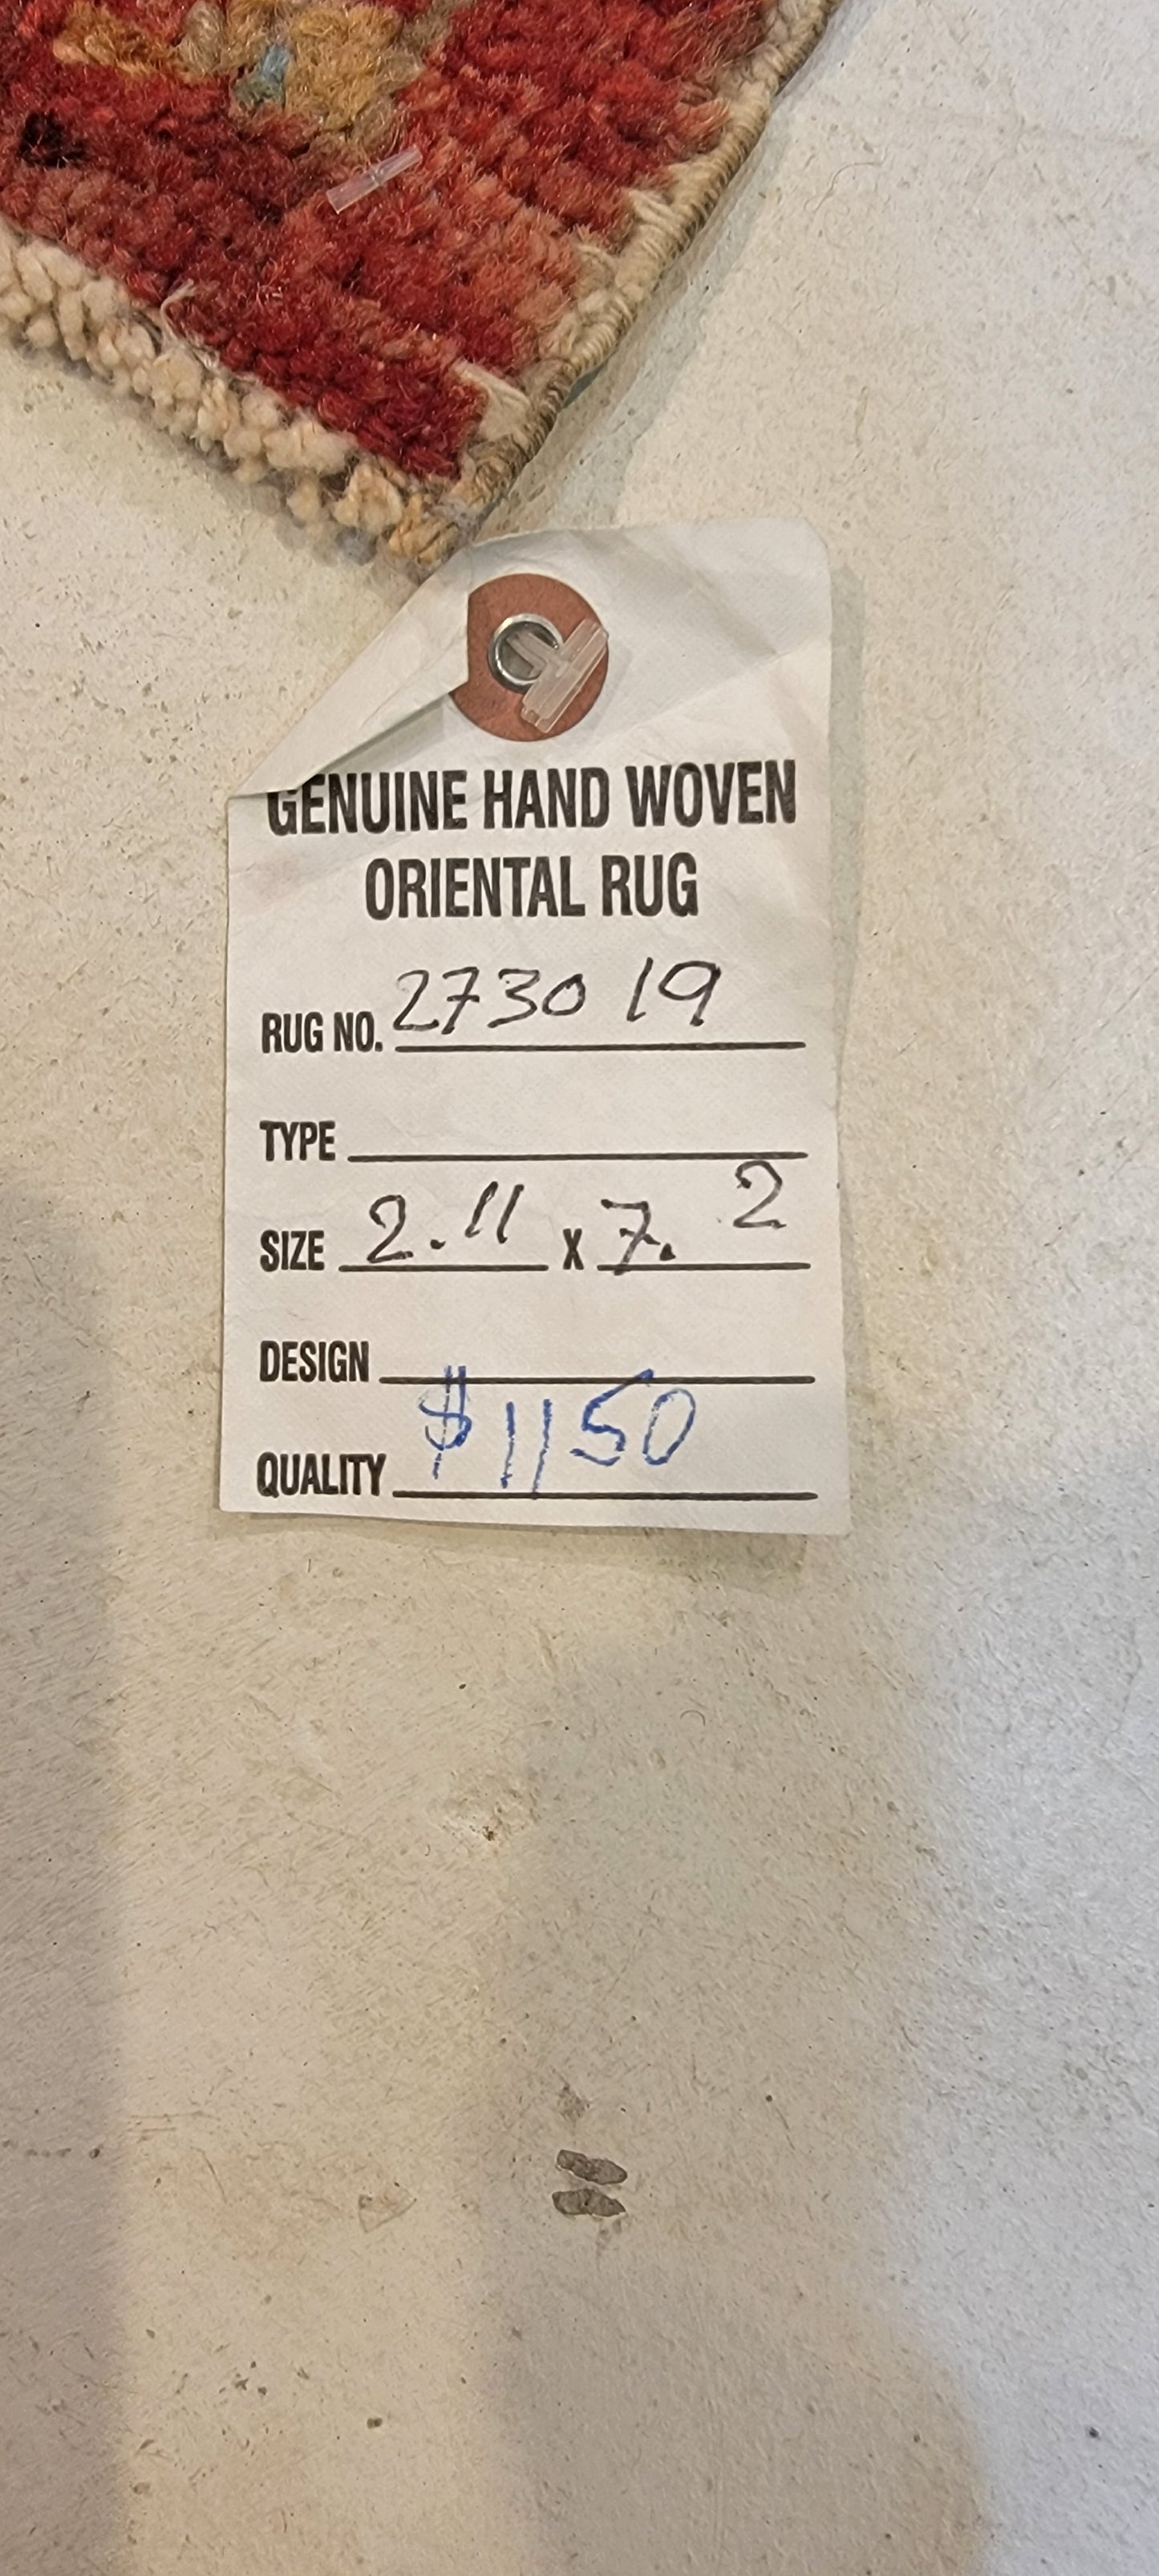 GENUINE HAND WOVEN
ORIENTAL RUG
RUG NO. 273019
TYPE
SIZE 2.11 X 7.2
DESIGN
QUALITY $1150